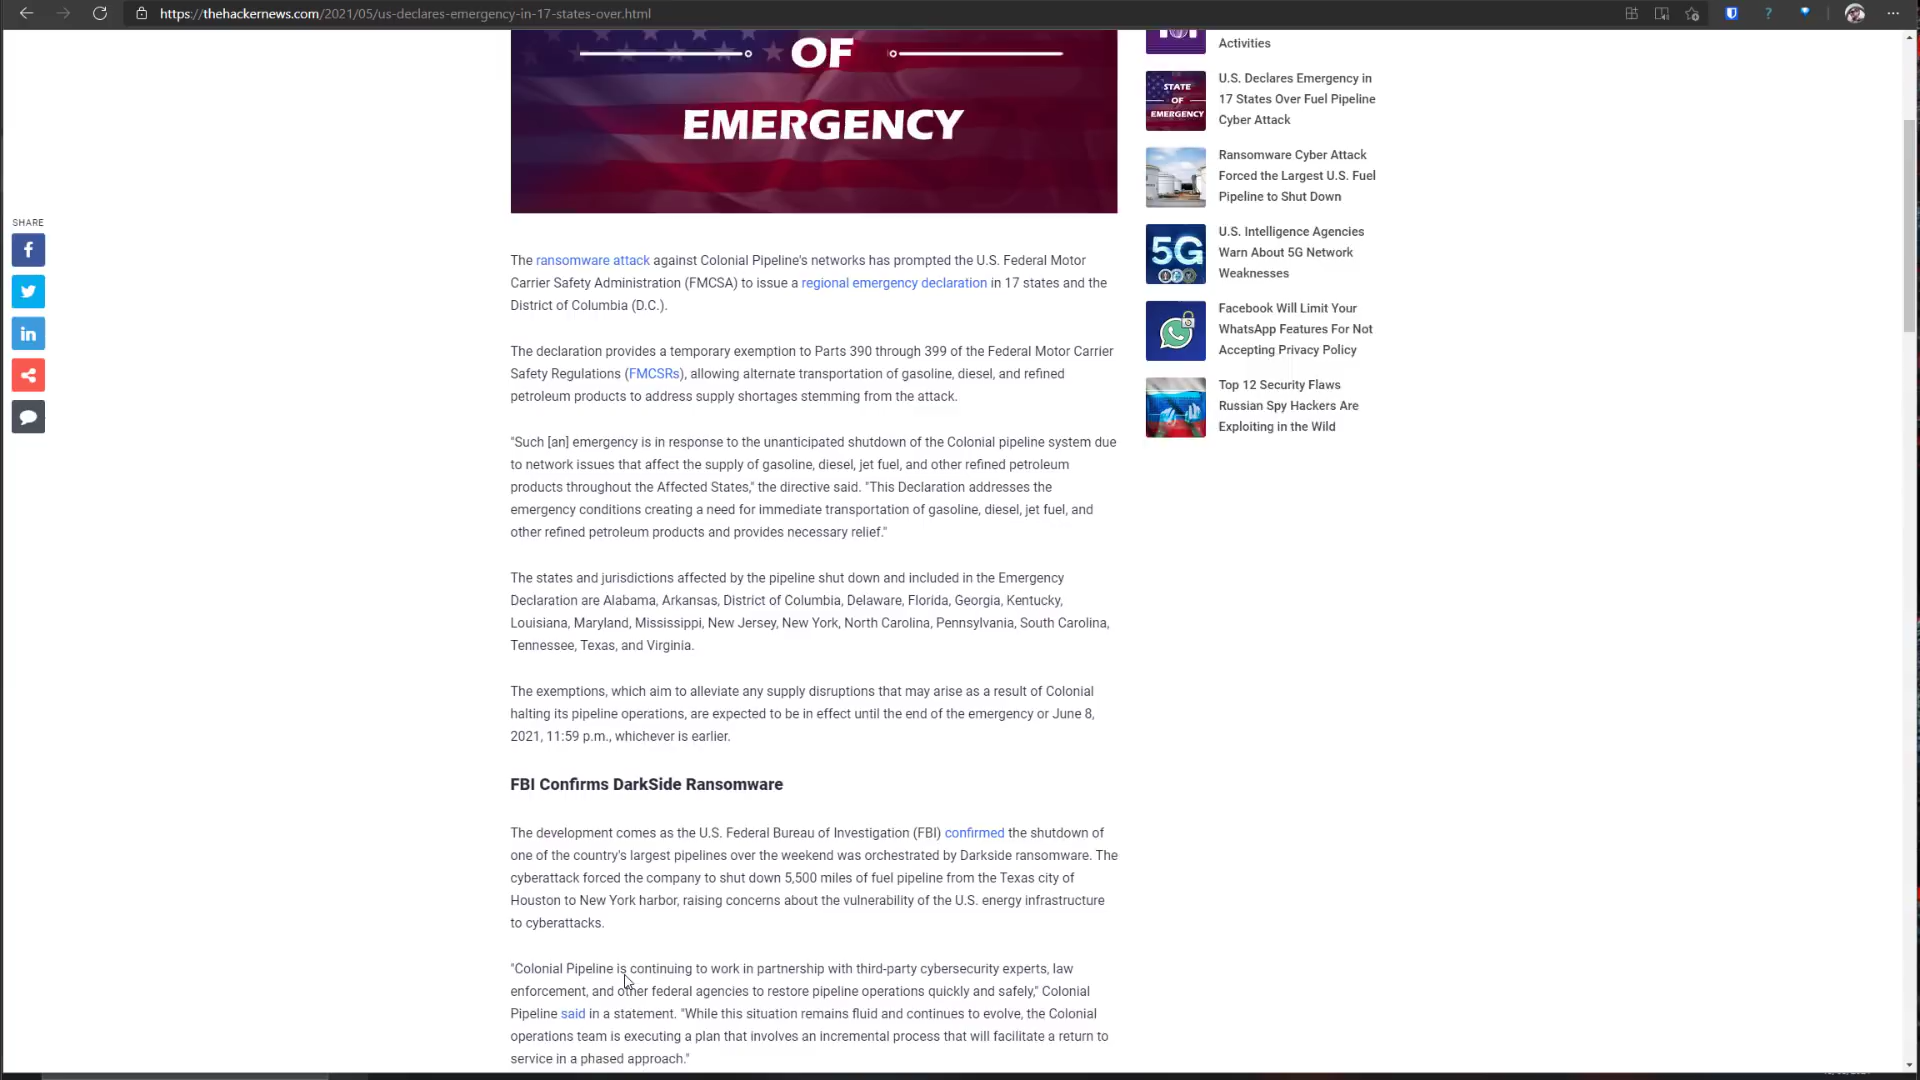 https://thehackernews.com/2021/05/us-declares-emergency-in-17-states-over.html
OF
EMERGENCY
SHARE
The ransomware attack against Colonial Pipeline's networks has prompted the U.S. Federal Motor
Carrier Safety Administration (FMCSA) to issue a regional emergency declaration in 17 states and the
District of Columbia (D.C.).
The declaration provides a temporary exemption to Parts 390 through 399 of the Federal Motor Carrier
Safety Regulations (FMCSRs), allowing alternate transportation of gasoline, diesel, and refined
petroleum products to address supply shortages stemming from the attack.
"Such [an] emergency is in response to the unanticipated shutdown of the Colonial pipeline system due
to network issues that affect the supply of gasoline, diesel, jet fuel, and other refined petroleum
products throughout the Affected States," the directive said. "This Declaration addresses the
emergency conditions creating a need for immediate transportation of gasoline, diesel, jet fuel, and
other refined petroleum products and provides necessary relief."
The states and jurisdictions affected by the pipeline shut down and included in the Emergency
Declaration are Alabama, Arkansas, District of Columbia, Delaware, Florida, Georgia, Kentucky,
Louisiana, Maryland, Mississippi, New Jersey, New York, North Carolina, Pennsylvania, South Carolina,
Tennessee, Texas, and Virginia.
The exemptions, which aim to alleviate any supply disruptions that may arise as a result of Colonial
halting its pipeline operations, are expected to be in effect until the end of the emergency or June 8,
2021, 11:59 p.m., whichever is earlier.
FBI Confirms DarkSide Ransomware
The development comes as the U.S. Federal Bureau of Investigation (FBI) confirmed the shutdown of
one of the country's largest pipelines over the weekend was orchestrated by Darkside ransomware. The
cyberattack forced the company to shut down 5,500 miles of fuel pipeline from the Texas city of
Houston to New York harbor, raising concerns about the vulnerability of the U.S. energy infrastructure
to cyberattacks.
"Colonial Pipeline is continuing to work in partnership with third-party cybersecurity experts, law
enforcement, and other federal agencies to restore pipeline operations quickly and safely," Colonial
Pipeline said in a statement. "While this situation remains fluid and continues to evolve, the Colonial
operations team is executing a plan that involves an incremental process that will facilitate a return to
service in a phased approach."
Activities
STATE
OF
EMERGENCY
U.S. Declares Emergency in
17 States Over Fuel Pipeline
Cyber Attack
Ransomware Cyber Attack
Forced the Largest U.S. Fuel
Pipeline to Shut Down
5G
U.S. Intelligence Agencies
Warn About 5G Network
Weaknesses
Facebook Will Limit Your
WhatsApp Features For Not
Accepting Privacy Policy
Top 12 Security Flaws
Russian Spy Hackers Are
Exploiting in the Wild